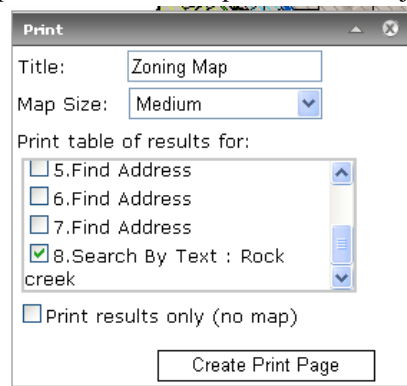 Print
Title: Zoning Map
Map Size: Medium
Print table of results for:
5.Find Address
6.Find Address
7.Find Address
8.Search By Text : Rock
creek
Print results only (no map)
Create Print Page